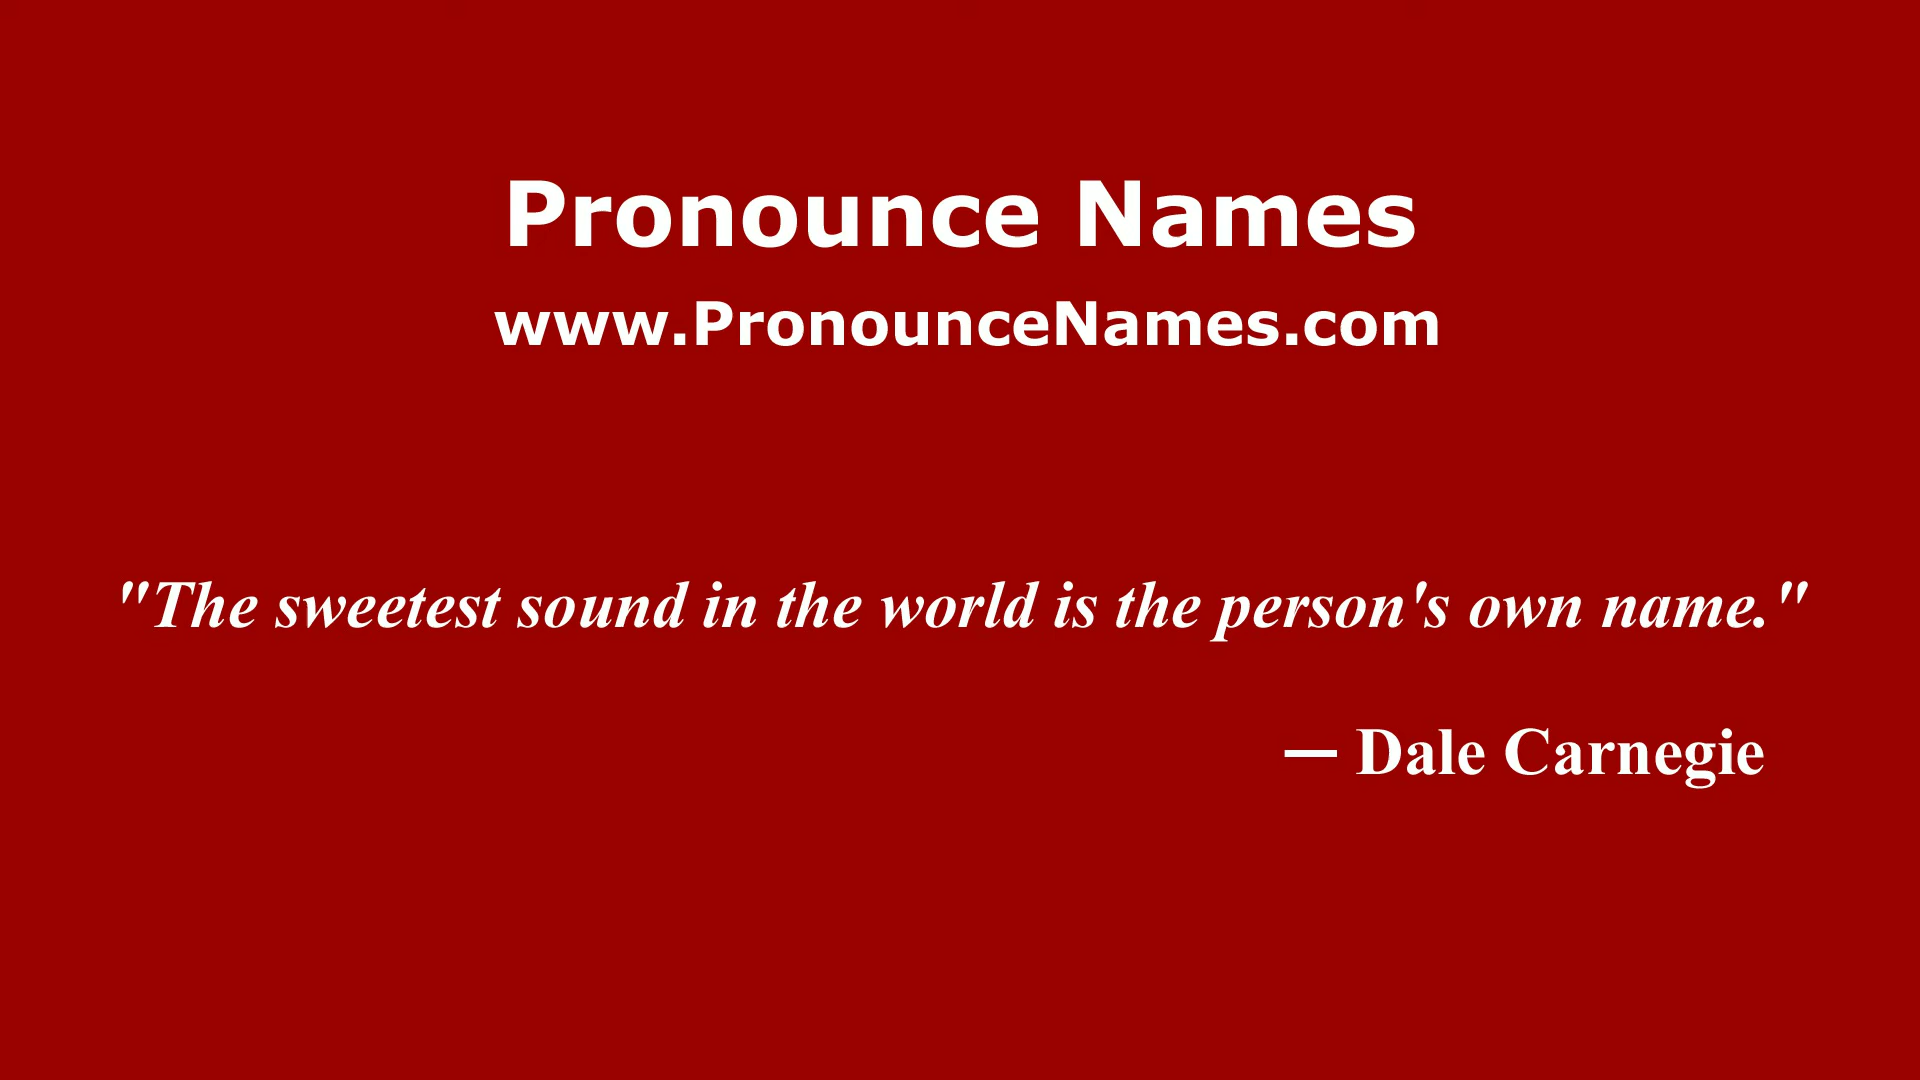 Pronounce Names
www.PronounceNames.com
"The sweetest sound in the world is the person's own name."
— Dale Carnegie